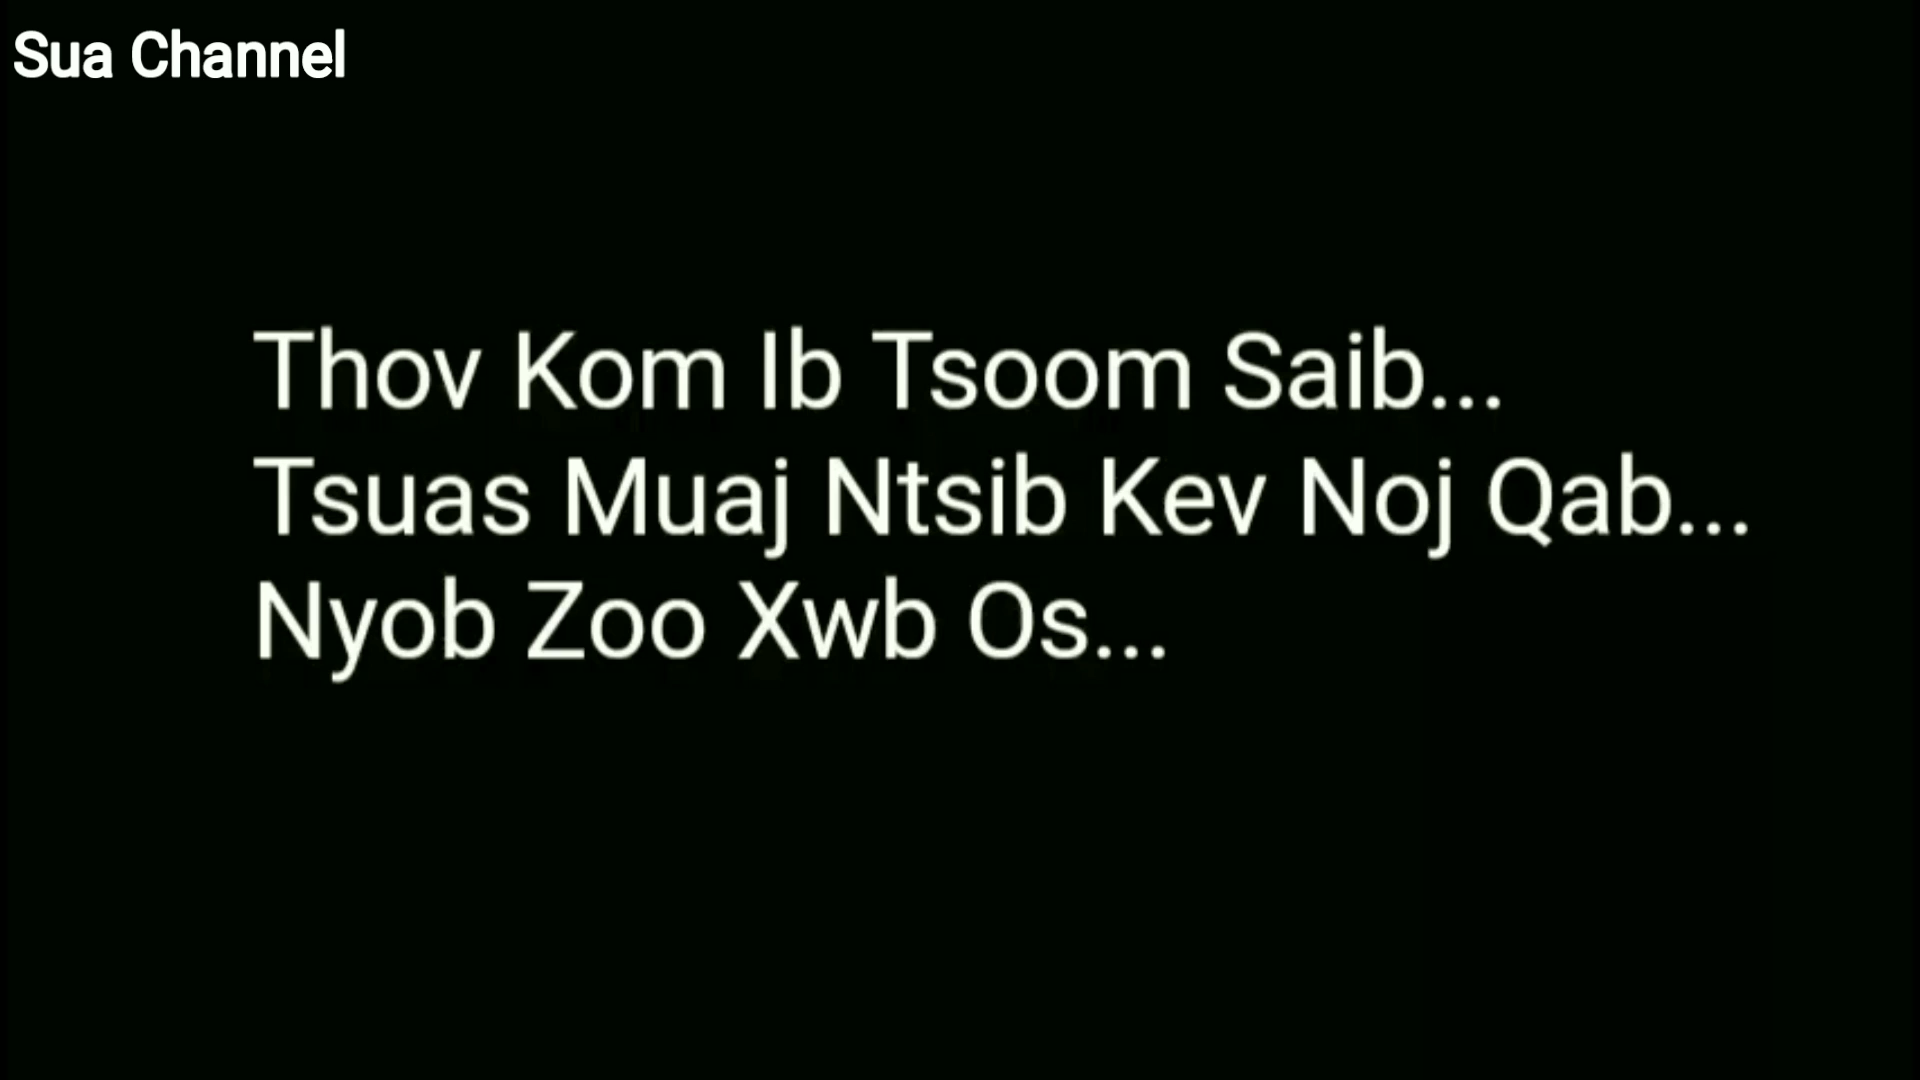 Sua Channel
Thov Kom Ib Tsoom Saib...
Tsuas Muaj Ntsib Kev Noj Qab...
Nyob Zoo Xwb Os...